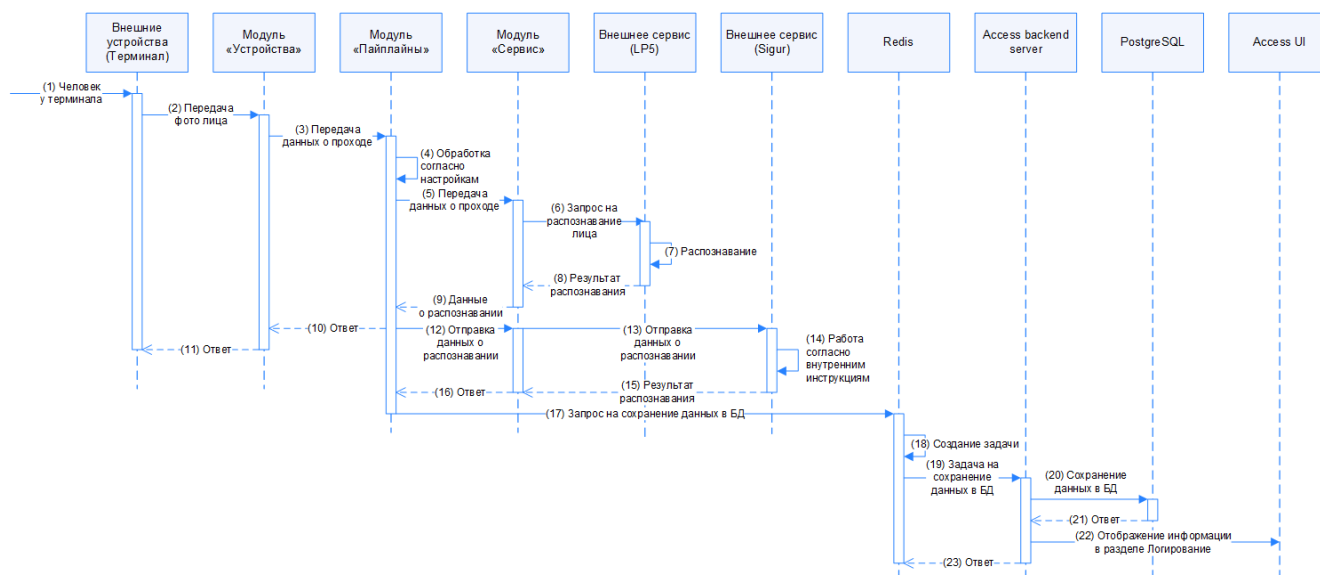 Внешние
устройства
(Терминал)
Модуль
«Устройства»
Модуль
«Пайплайны»
Модуль
«Сервис»
Внешнее сервис
(LP5)
Внешнее сервис
(Sigur)
Redis
Access backend
server
PostgreSQL
Access UI
(1) Человек
у терминала
(2) Передача
фото лица
(3) Передача
данных о проходе
(4) Обработка
согласно
настройкам
(5) Передача
данных о проходе
(6) Запрос на
распознавание
лица
(7) Распознавание
(8) Результат
распознавания
(9) Данные
о распознавании
(10) Ответ
(11) Ответ
(12) Отправка
данных о
распознавании
(13) Отправка
данных о
распознавании
(14) Работа
согласно
внутренним
инструкциям
(15) Результат
распознавания
(16) Ответ
(17) Запрос на сохранение данных в БД
(18) Создание задачи
(19) Задача на
сохранение
данных в БД
(20) Сохранение
данных в БД
(21) Ответ
(22) Отображение информации
в разделе Логирование
(23) Ответ